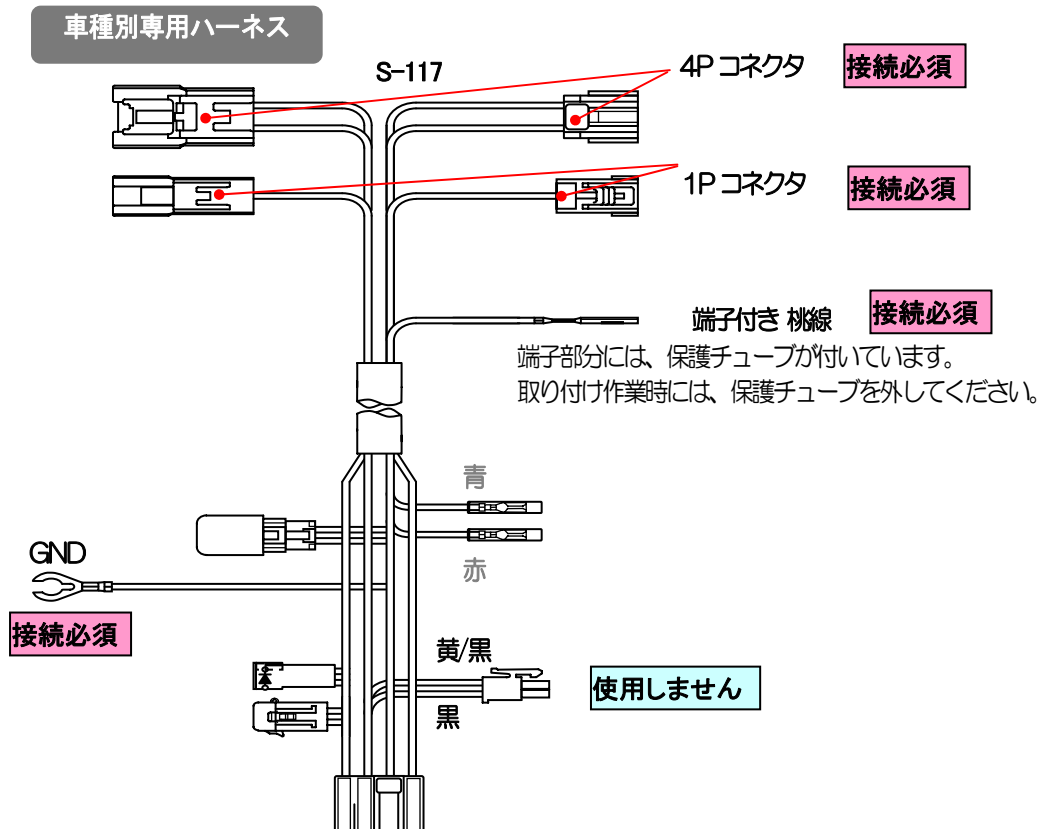 車種別専用ハーネス
S-117
4P コネクタ
接続必須
1P コネクタ
接続必須
端子付き 桃線
接続必須
端子部分には、保護チューブが付いています。
取り付け作業時には、保護チューブを外してください。
青
赤
GND
接続必須
黄/黒
使用しません
黒